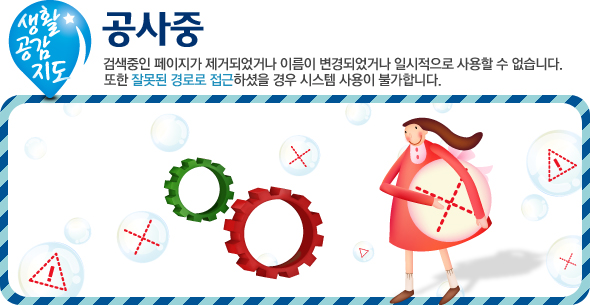 생활
공감
지도
공사중
검색중인 페이지가 제거되었거나 이름이 변경되었거나 일시적으로 사용할 수 없습니다.
또한 잘못된 경로로 접근하셨을 경우 시스템 사용이 불가합니다.